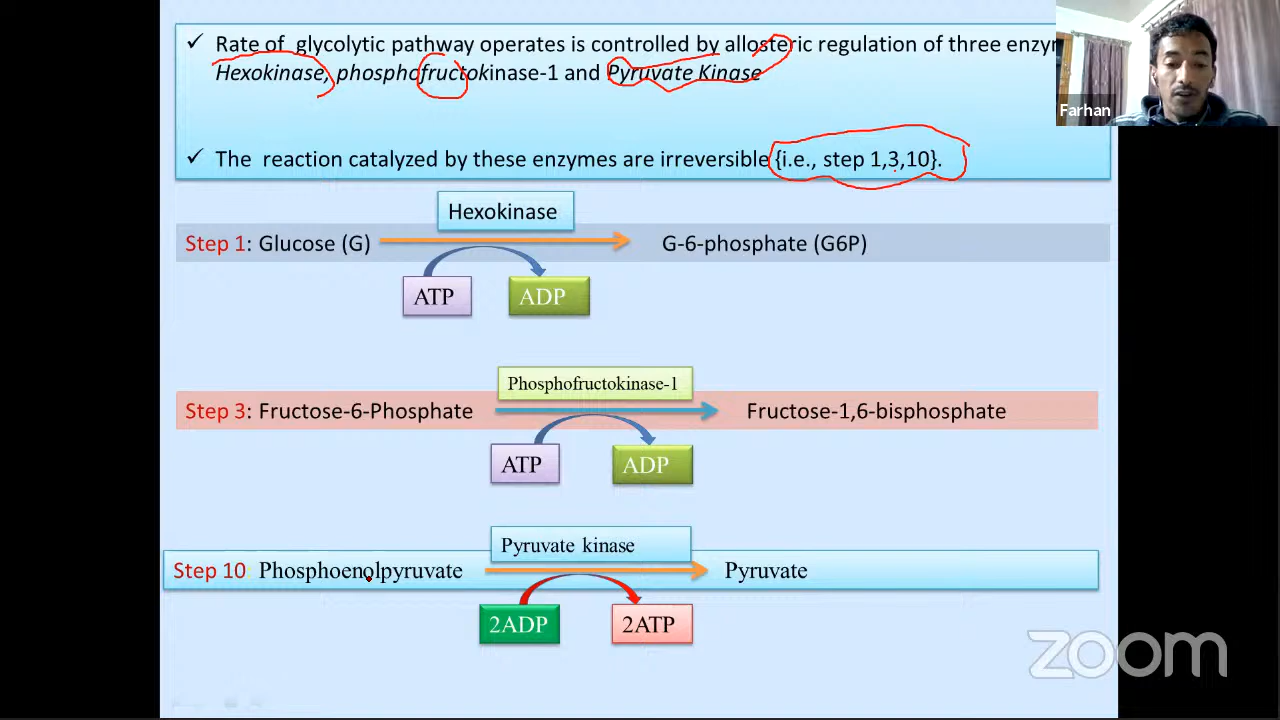 ✓ Rate of glycolytic pathway operates is controlled by allosteric regulation of three enzym
Hexokinase, phosphofructokinase-1 and Pyruvate Kinase
Farhan
✓ The reaction catalyzed by these enzymes are irreversible {i.e., step 1,3,10}.
Hexokinase
Step 1: Glucose (G) G-6-phosphate (G6P)
ATP ADP
Phosphofructokinase-1
Step 3: Fructose-6-Phosphate Fructose-1,6-bisphosphate
ATP ADP
Pyruvate kinase
Step 10 Phosphoenolpyruvate Pyruvate
2ADP 2ATP
zoom